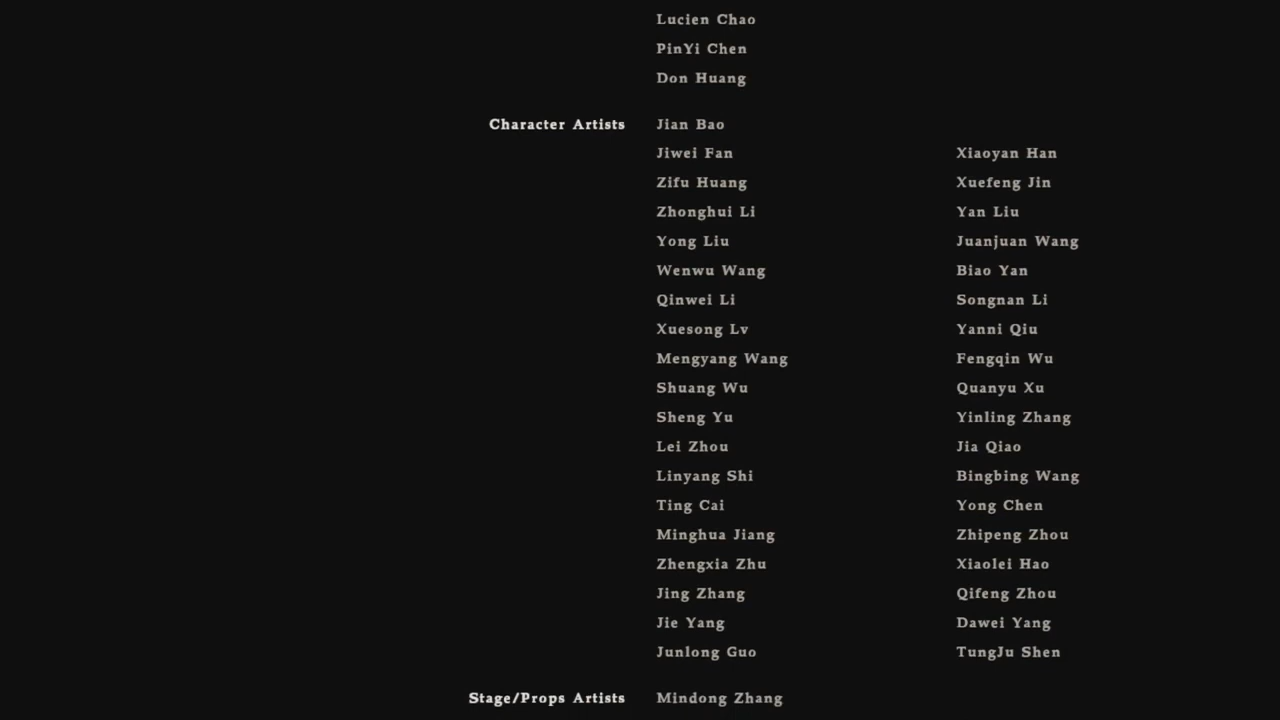 Lucien Chao
PinYi Chen
Don Huang
Character Artists Jian Bao
Jiwei Fan Xiaoyan Han
Zifu Huang Xuefeng Jin
Zhonghui Li Yan Liu
Yong Liu Juanjuan Wang
Wenwu Wang Biao Yan
Qinwei Li Songnan Li
Xuesong Lv Yanni Qiu
Mengyang Wang Fengqin Wu
Shuang Wu Quanyu Xu
Sheng Yu Yinling Zhang
Lei Zhou Jia Qiao
Linyang Shi Bingbing Wang
Ting Cai Yong Chen
Minghua Jiang Zhipeng Zhou
Zhengxia Zhu Xiaolei Hao
Jing Zhang Qifeng Zhou
Jie Yang Dawei Yang
Junlong Guo TungJu Shen
Stage/Props Artists Mindong Zhang